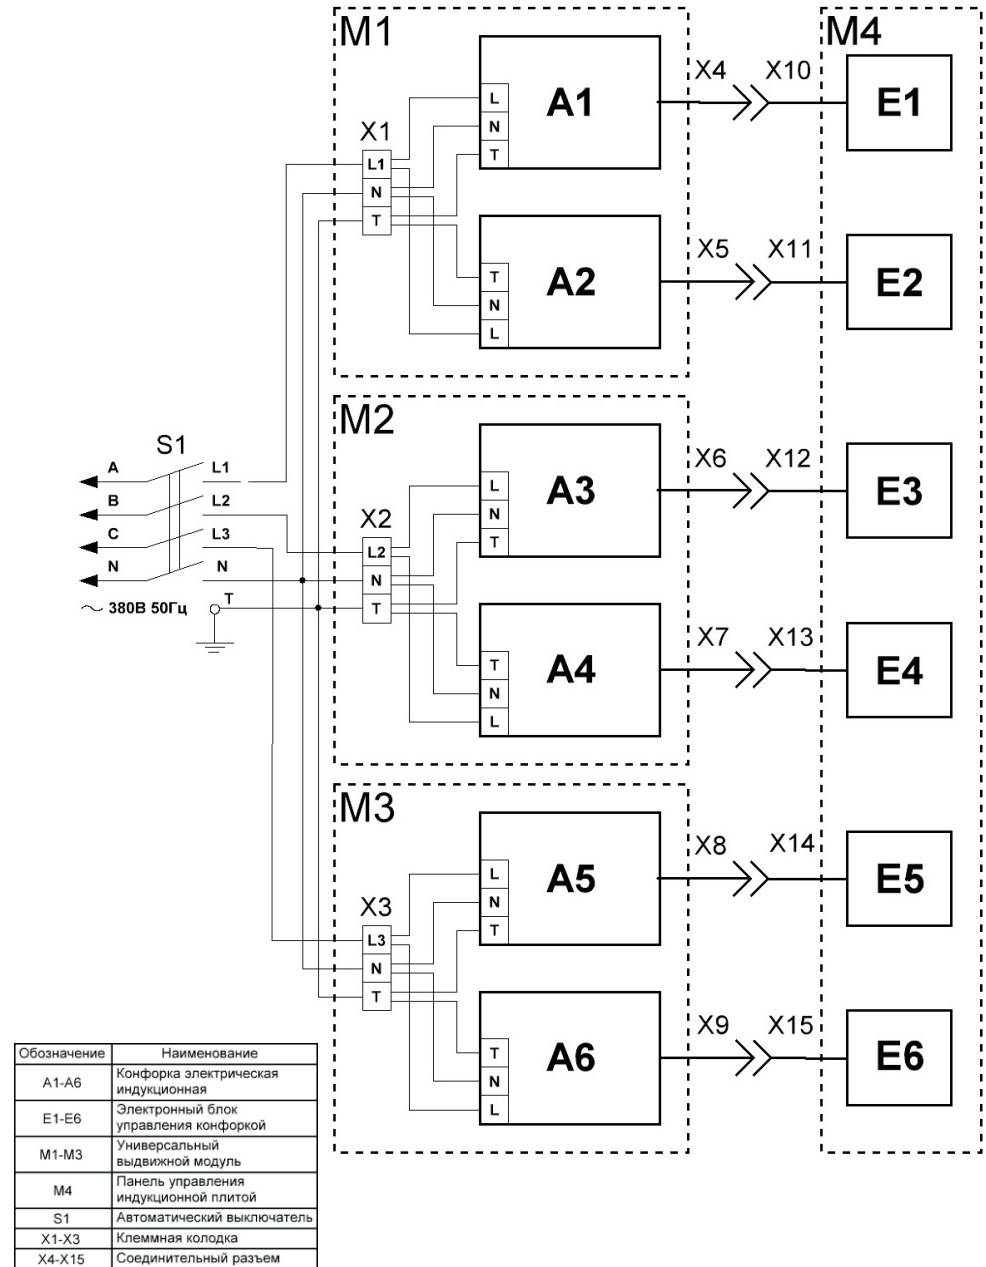 M1
M4
A1
L
N
T
X4
X10
E1
X1
L1
N
T
A2
T
N
L
X5
X11
E2
M2
A3
L
N
T
X6
X12
E3
S1
A L1
B L2
C L3
N N
380В 50Гц T
X2
L2
N
T
A4
T
N
L
X7
X13
E4
M3
A5
L
N
T
X8
X14
E5
X3
L3
N
T
A6
T
N
L
X9
X15
E6
Обозначение Наименование
A1-A6 Конфорка электрическая
индукционная
E1-E6 Электронный блок
управления конфоркой
M1-M3 Универсальный
выдвижной модуль
M4 Панель управления
индукционной плитой
S1 Автоматический выключатель
X1-X3 Клеммная колодка
X4-X15 Соединительный разъем